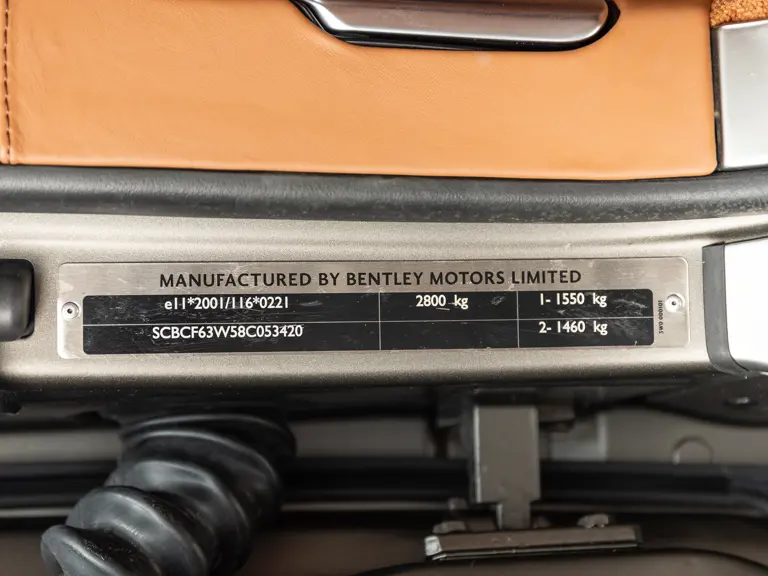 MANUFACTURED BY BENTLEY MOTORS LIMITED
e11*2001/116*0221 2800 kg 1- 1550 kg
SCBCF63W58C053420 2- 1460 kg